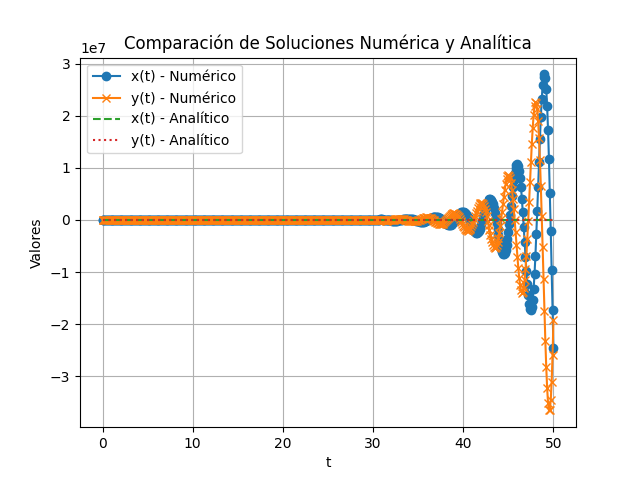 Comparación de Soluciones Numérica y Analítica
1e7
x(t) - Numérico
y(t) - Numérico
x(t) - Analítico
y(t) - Analítico
3
2
1
0
−1
−2
−3
Valores
0 10 20 30 40 50
t